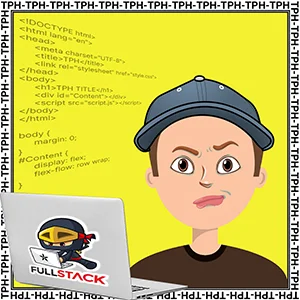 TPH-TPH-TPH-TPH-TPH-TPH-TPH-TPH-TPH-TPH-TPH
<!DOCTYPE html>
<html lang="en">
<head>
<meta charset="UTF-8">
<title>TPH</title>
<link rel="stylesheet" href="style.css">
</head>
<body>
<h1>TPH TITLE</h1>
<div id="Content"></div>
<script src="script.js"></script>
</body>
</html>
body {
margin: 0;
}
#Content {
display: flex;
flex-flow: row wrap;
}
FULLSTACK